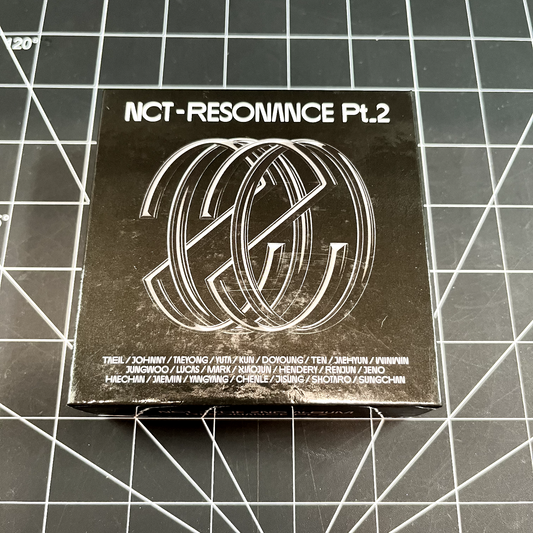 120°
NCT - RESONANCE Pt.2
TAEIL / JOHNNY / TAEYONG / YUTA / KUN / DOYOUNG / TEN / JAEHYUN / WINWIN
JUNGWOO / LUCAS / MARK / XIAOJUN / HENDERY / RENJUN / JENO
HAECHAN / JAEMIN / YANGYANG / CHENLE / JISUNG / SHOTARO / SUNGCHAN